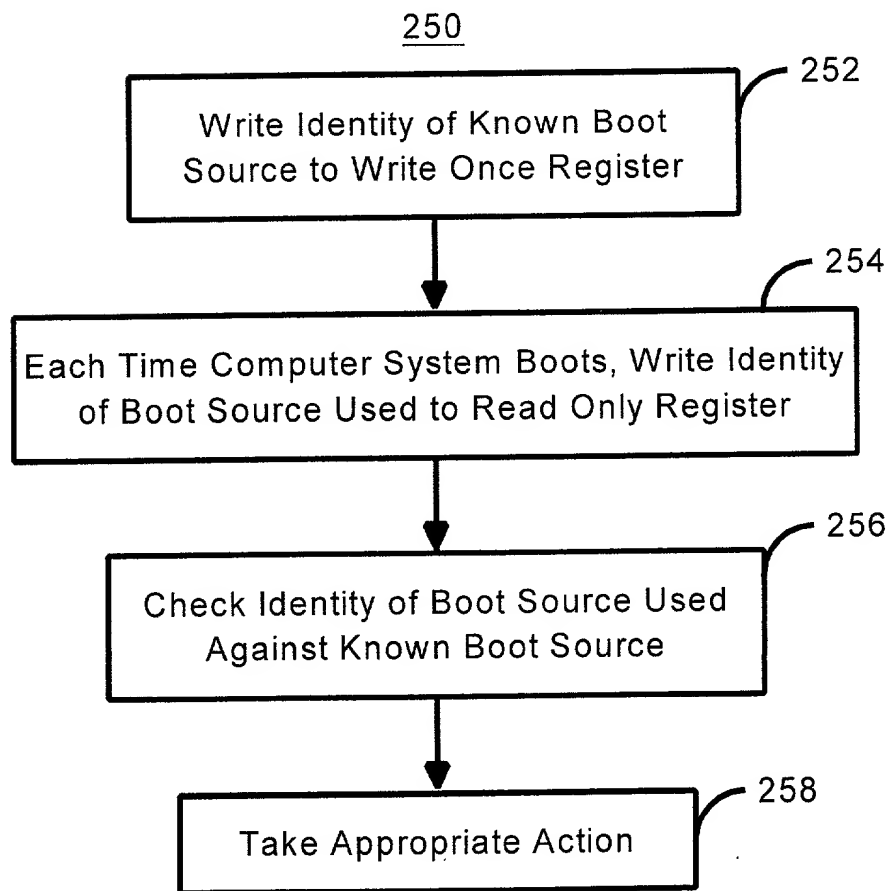 250
252
Write Identity of Known Boot
Source to Write Once Register
254
Each Time Computer System Boots, Write Identity
of Boot Source Used to Read Only Register
256
Check Identity of Boot Source Used
Against Known Boot Source
258
Take Appropriate Action